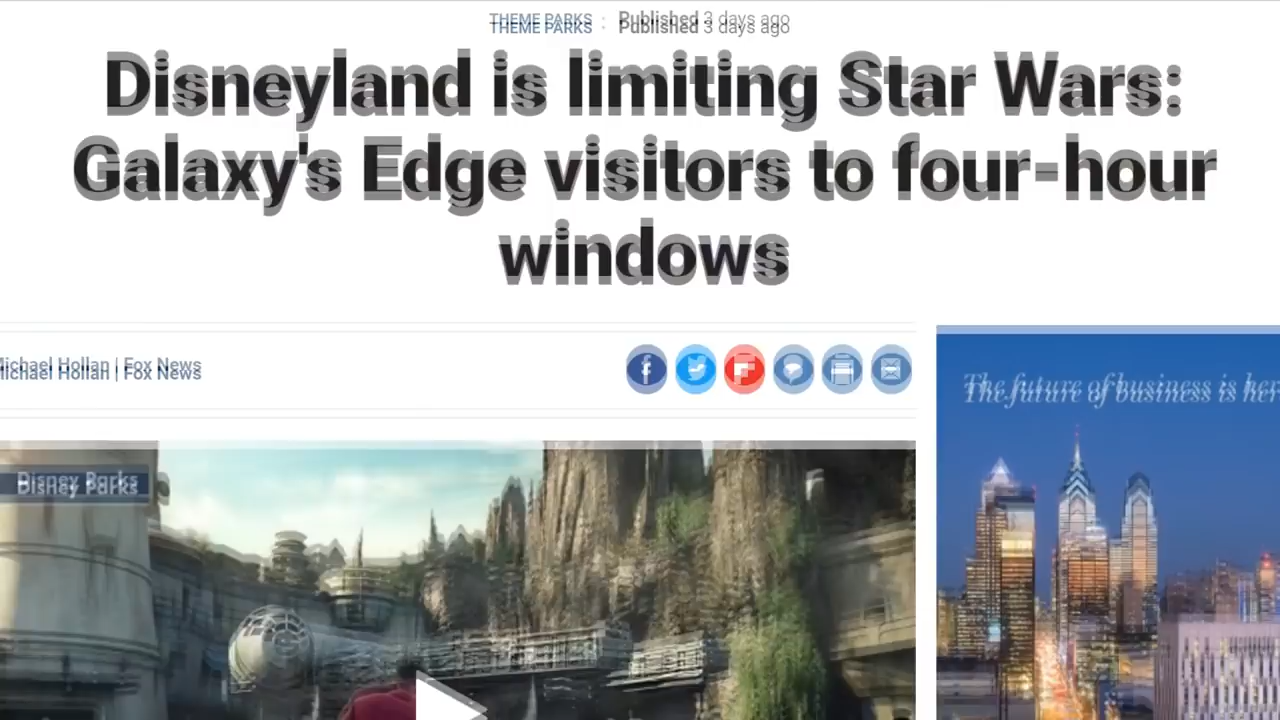 THEME PARKS · Published 3 days ago
Disneyland is limiting Star Wars:
Galaxy's Edge visitors to four-hour
windows
Michael Hollan | Fox News
The future of business is her
Disney Parks